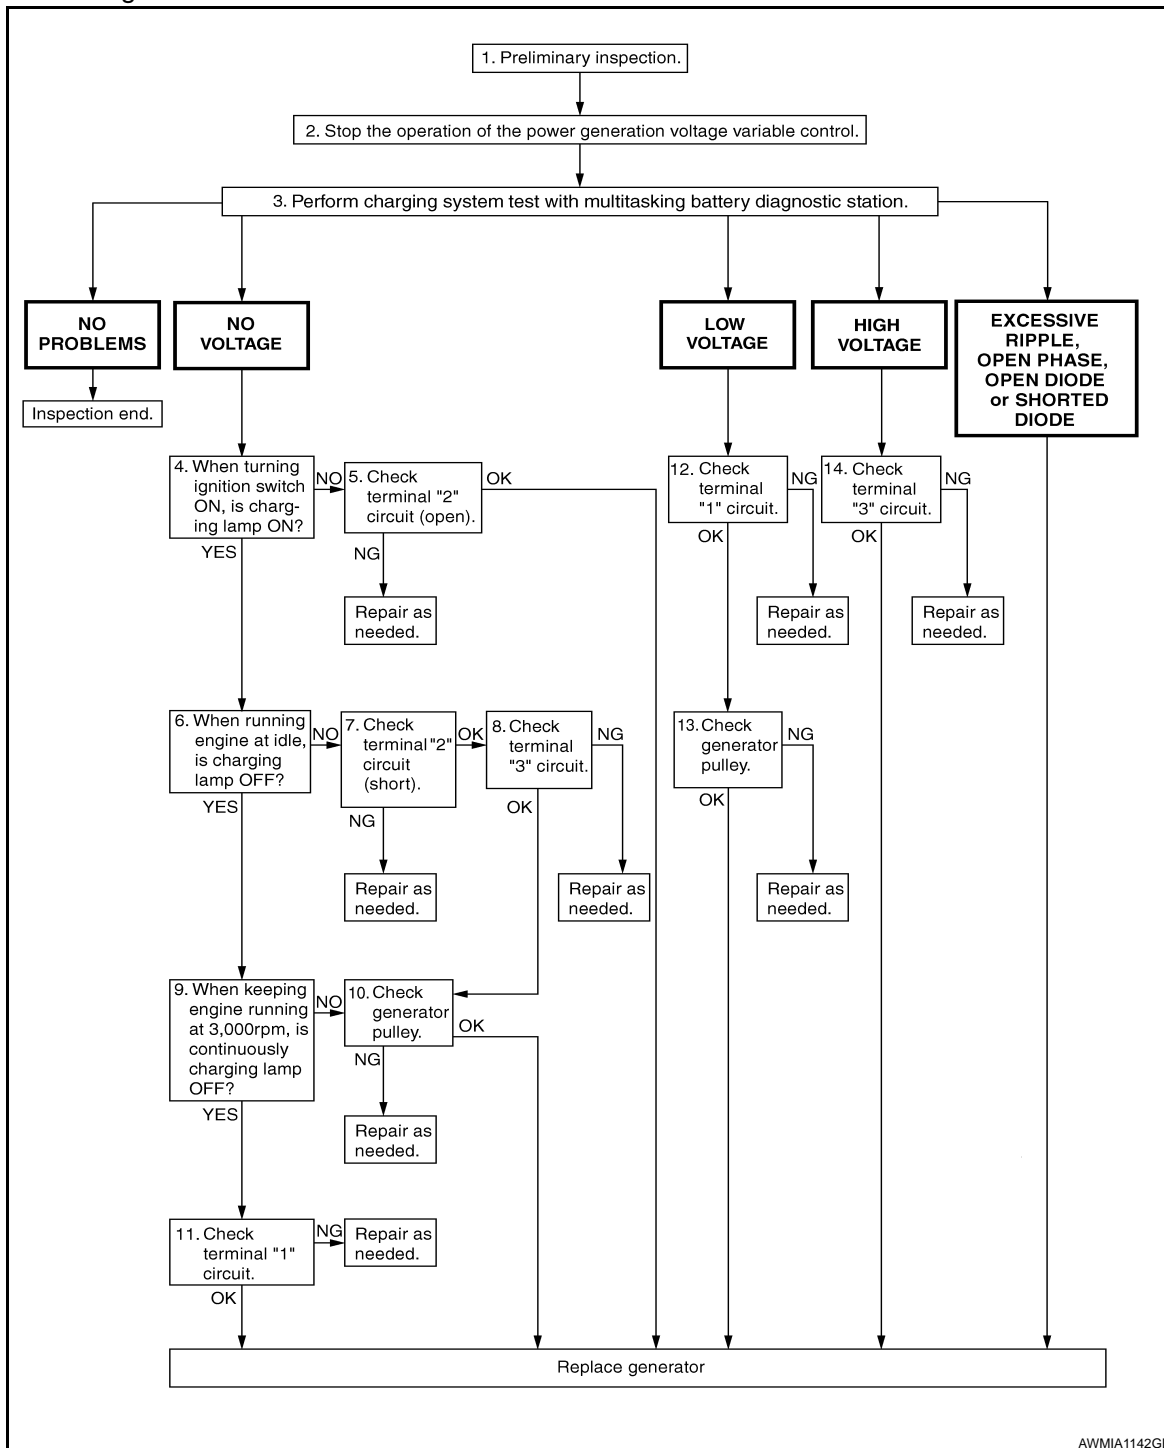 1. Preliminary inspection.
2. Stop the operation of the power generation voltage variable control.
3. Perform charging system test with multitasking battery diagnostic station.
NO
PROBLEMS
NO
VOLTAGE
LOW
VOLTAGE
HIGH
VOLTAGE
EXCESSIVE
RIPPLE,
OPEN PHASE,
OPEN DIODE
or SHORTED
DIODE
Inspection end.
4. When turning
ignition switch
ON, is charg-
ing lamp ON?
NO
YES
5. Check
terminal "2"
circuit (open).
OK
NG
Repair as
needed.
12. Check
terminal
"1" circuit.
NG
OK
Repair as
needed.
14. Check
terminal
"3" circuit.
NG
OK
Repair as
needed.
6. When running
engine at idle,
is charging
lamp OFF?
NO
YES
7. Check
terminal "2"
circuit
(short).
OK
NG
Repair as
needed.
8. Check
terminal
"3" circuit.
NG
OK
Repair as
needed.
13. Check
generator
pulley.
NG
OK
Repair as
needed.
9. When keeping
engine running
at 3,000rpm, is
continuously
charging lamp
OFF?
NO
YES
10. Check
generator
pulley.
OK
NG
Repair as
needed.
11. Check
terminal "1"
circuit.
NG
OK
Repair as
needed.
Replace generator